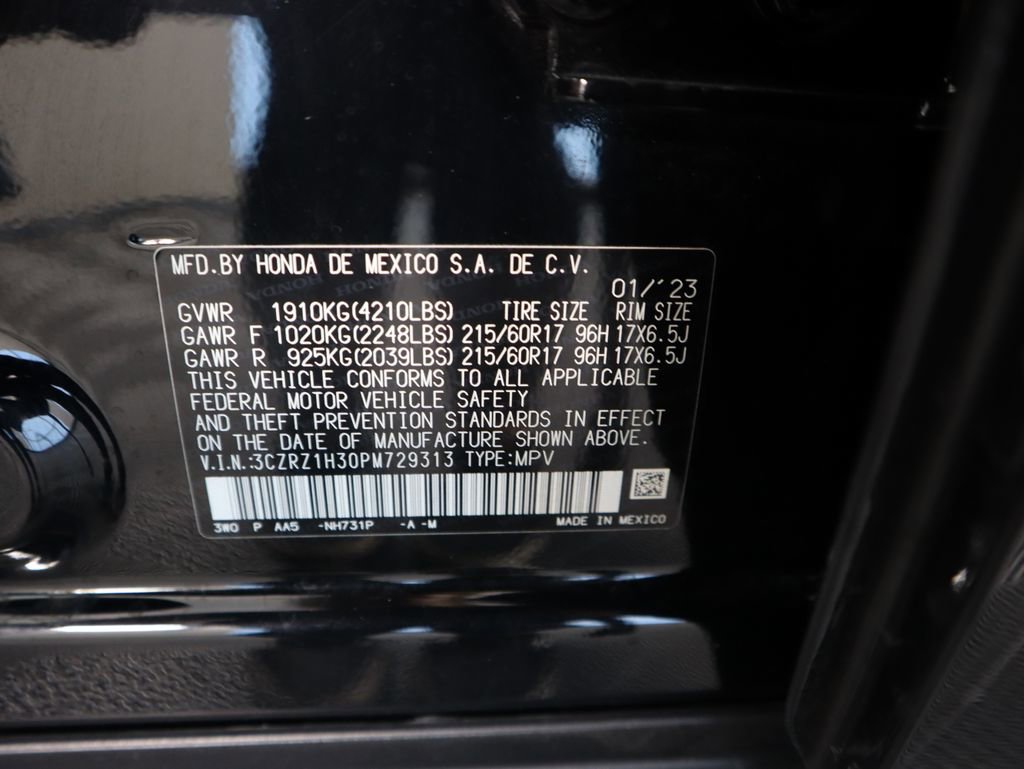 MFD.BY HONDA DE MEXICO S.A. DE C.V.
01/'23
GVWR 1910KG(4210LBS) TIRE SIZE RIM SIZE
GAWR F 1020KG(2248LBS) 215/60R17 96H 17X6.5J
GAWR R 925KG(2039LBS) 215/60R17 96H 17X6.5J
THIS VEHICLE CONFORMS TO ALL APPLICABLE
FEDERAL MOTOR VEHICLE SAFETY
AND THEFT PREVENTION STANDARDS IN EFFECT
ON THE DATE OF MANUFACTURE SHOWN ABOVE.
V.I.N.:3CZRZ1H30PM729313 TYPE:MPV
3W0 P AA5 -NH731P -A -M MADE IN MEXICO